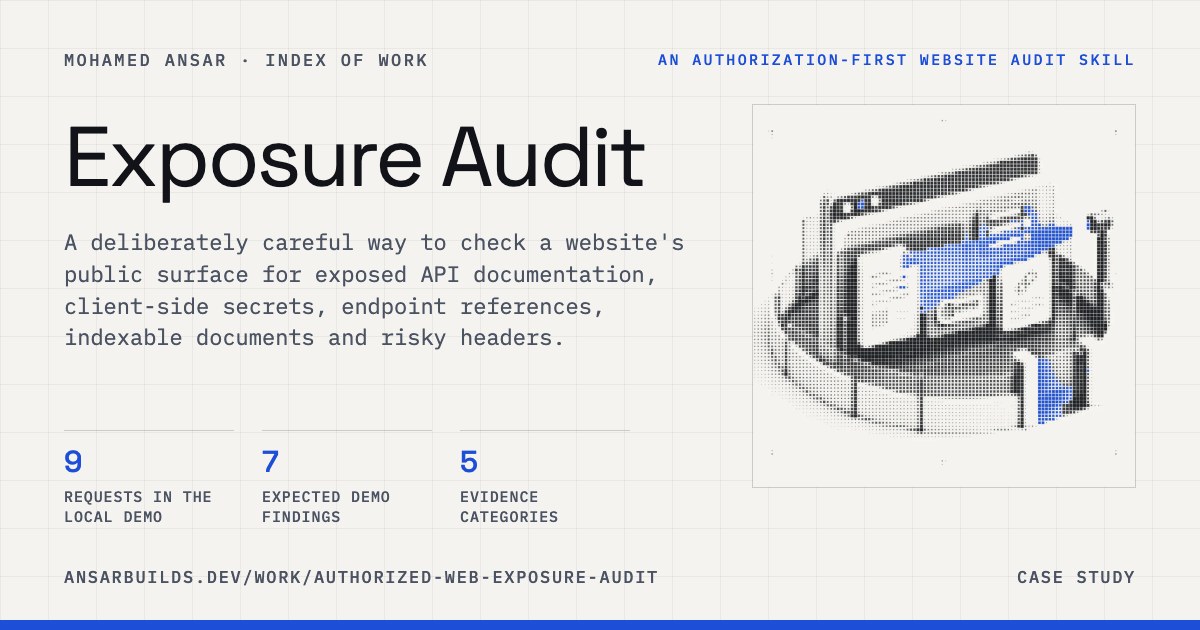 MOHAMED ANSAR · INDEX OF WORK
AN AUTHORIZATION-FIRST WEBSITE AUDIT SKILL
Exposure Audit
A deliberately careful way to check a website's
public surface for exposed API documentation,
client-side secrets, endpoint references,
indexable documents and risky headers.
9
REQUESTS IN THE
LOCAL DEMO
7
EXPECTED DEMO
FINDINGS
5
EVIDENCE
CATEGORIES
ANSARBUILDS.DEV/WORK/AUTHORIZED-WEB-EXPOSURE-AUDIT
CASE STUDY